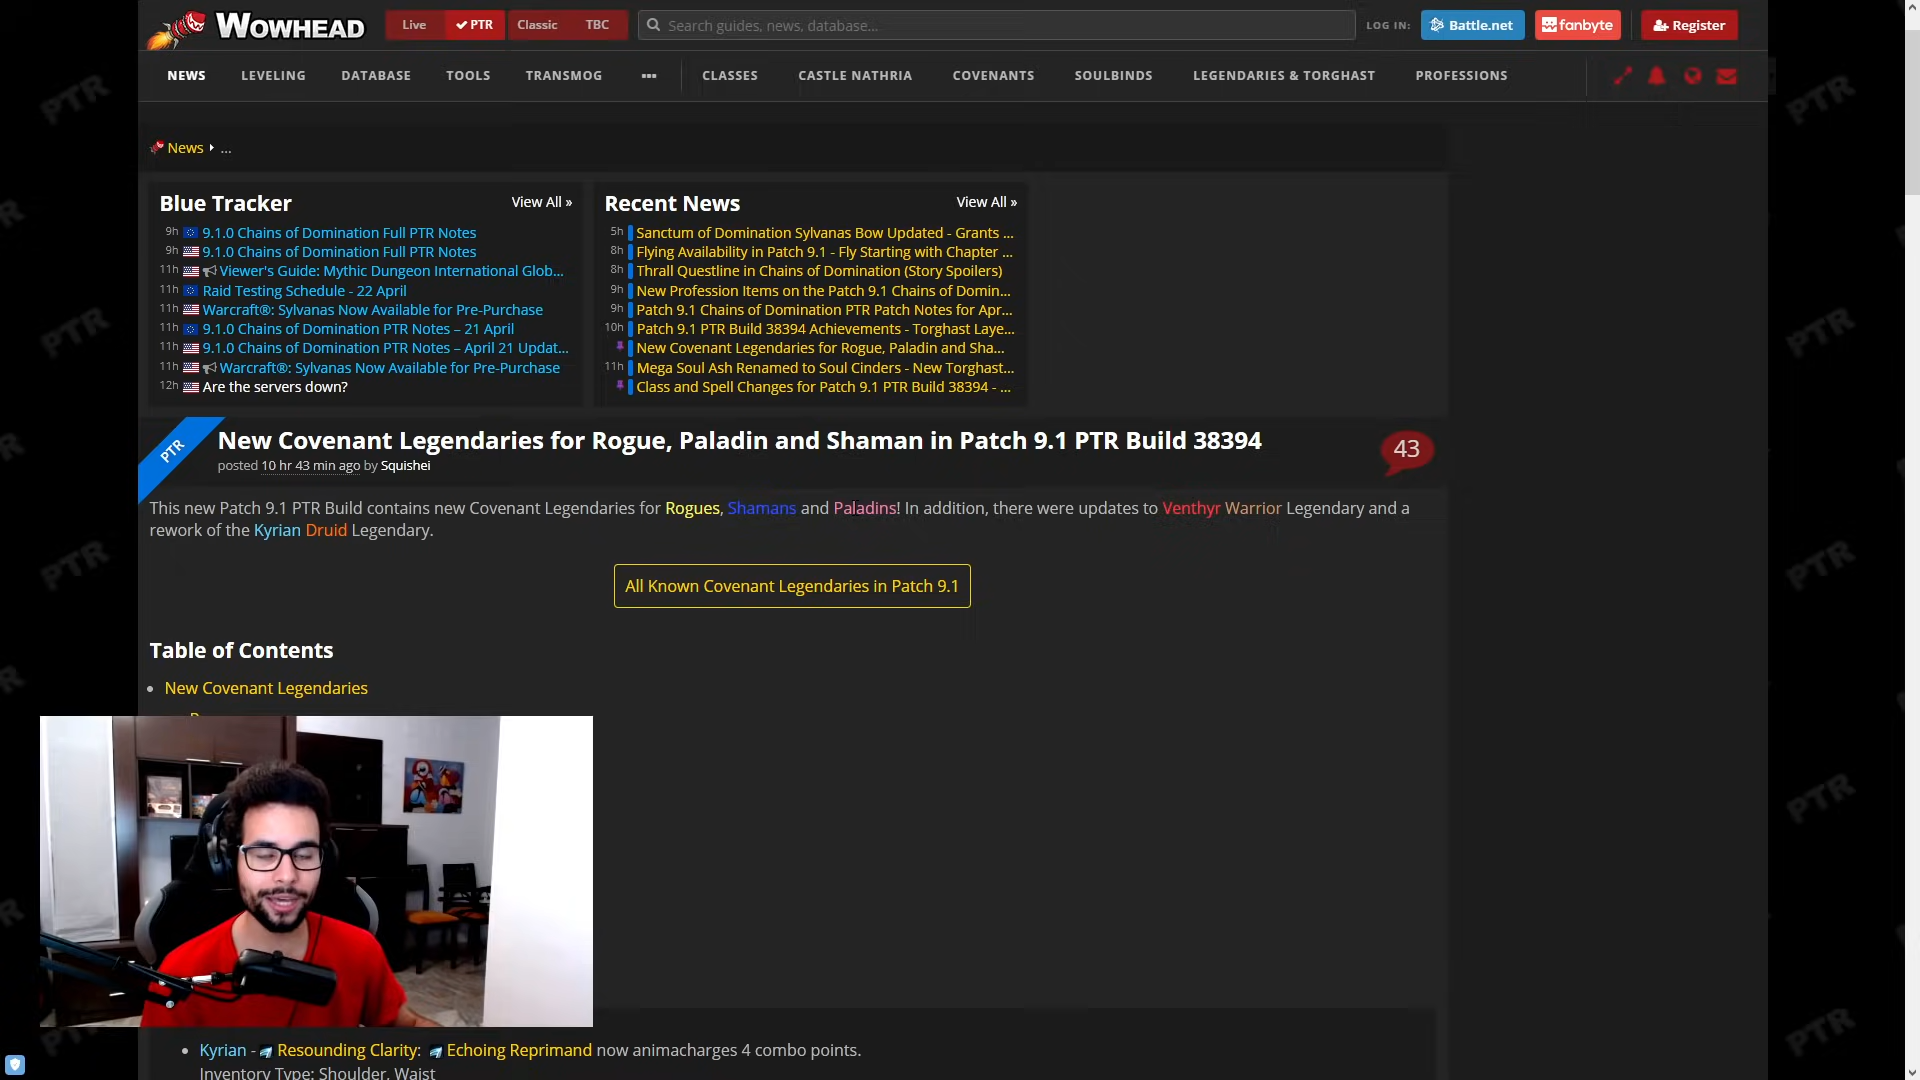 WOWHEAD
Live PTR Classic TBC
Search guides, news, database...
LOG IN: Battle.net fanbyte Register
NEWS LEVELING DATABASE TOOLS TRANSMOG ••• CLASSES CASTLE NATHRIA COVENANTS SOULBINDS LEGENDARIES & TORGHAST PROFESSIONS
News ...
Blue Tracker View All »
9h 9.1.0 Chains of Domination Full PTR Notes
9h 9.1.0 Chains of Domination Full PTR Notes
11h Viewer's Guide: Mythic Dungeon International Glob...
11h Raid Testing Schedule - 22 April
11h Warcraft®: Sylvanas Now Available for Pre-Purchase
11h 9.1.0 Chains of Domination PTR Notes – 21 April
11h 9.1.0 Chains of Domination PTR Notes – April 21 Updat...
11h Warcraft®: Sylvanas Now Available for Pre-Purchase
12h Are the servers down?
Recent News View All »
5h Sanctum of Domination Sylvanas Bow Updated - Grants ...
8h Flying Availability in Patch 9.1 - Fly Starting with Chapter ...
8h Thrall Questline in Chains of Domination (Story Spoilers)
9h New Profession Items on the Patch 9.1 Chains of Domin...
9h Patch 9.1 Chains of Domination PTR Patch Notes for Apr...
10h Patch 9.1 PTR Build 38394 Achievements - Torghast Laye...
New Covenant Legendaries for Rogue, Paladin and Sha...
11h Mega Soul Ash Renamed to Soul Cinders - New Torghast...
Class and Spell Changes for Patch 9.1 PTR Build 38394 - ...
PTR
New Covenant Legendaries for Rogue, Paladin and Shaman in Patch 9.1 PTR Build 38394
43
posted 10 hr 43 min ago by Squishei
This new Patch 9.1 PTR Build contains new Covenant Legendaries for Rogues, Shamans and Paladins! In addition, there were updates to Venthyr Warrior Legendary and a
rework of the Kyrian Druid Legendary.
All Known Covenant Legendaries in Patch 9.1
Table of Contents
• New Covenant Legendaries
• Kyrian - Resounding Clarity: Echoing Reprimand now animacharges 4 combo points.
Inventory Type: Shoulder, Waist
PTR
PTR
PTR
PTR
PTR
PTR
PTR